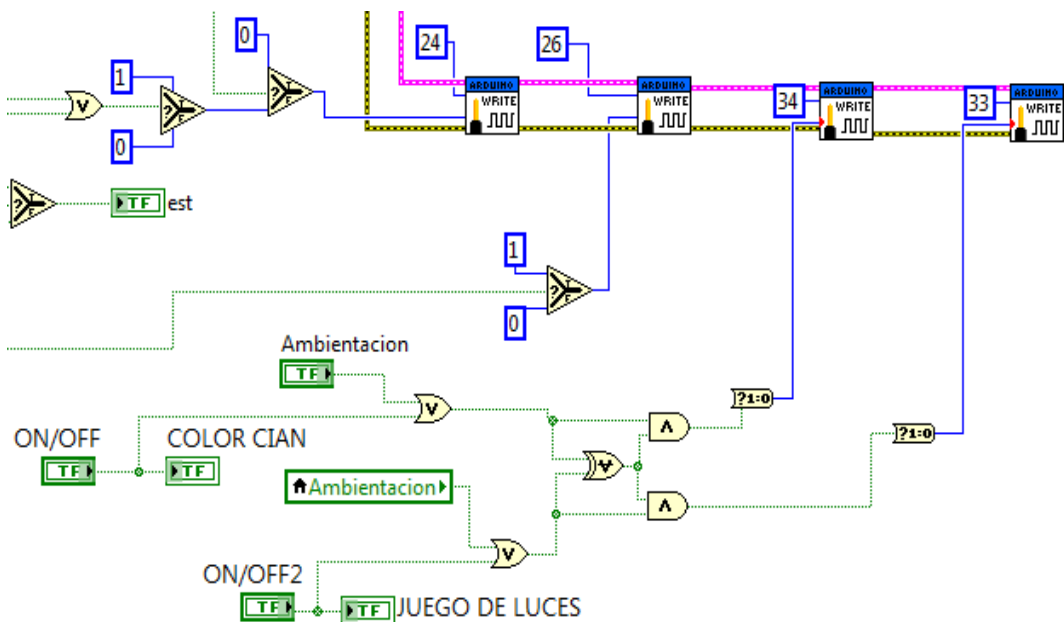 0
24
26
ARDUINO
WRITE
ARDUINO
WRITE
34
ARDUINO
WRITE
33
ARDUINO
WRITE
1
V
?
T
F
?
T
F
0
?
T
F
TF
est
1
?
T
F
0
Ambientacion
TF
V
?1:0
ON/OFF
COLOR CIAN
Λ
?1:0
TF
TF
V
Ambientacion
Λ
V
ON/OFF2
TF
TF
JUEGO DE LUCES